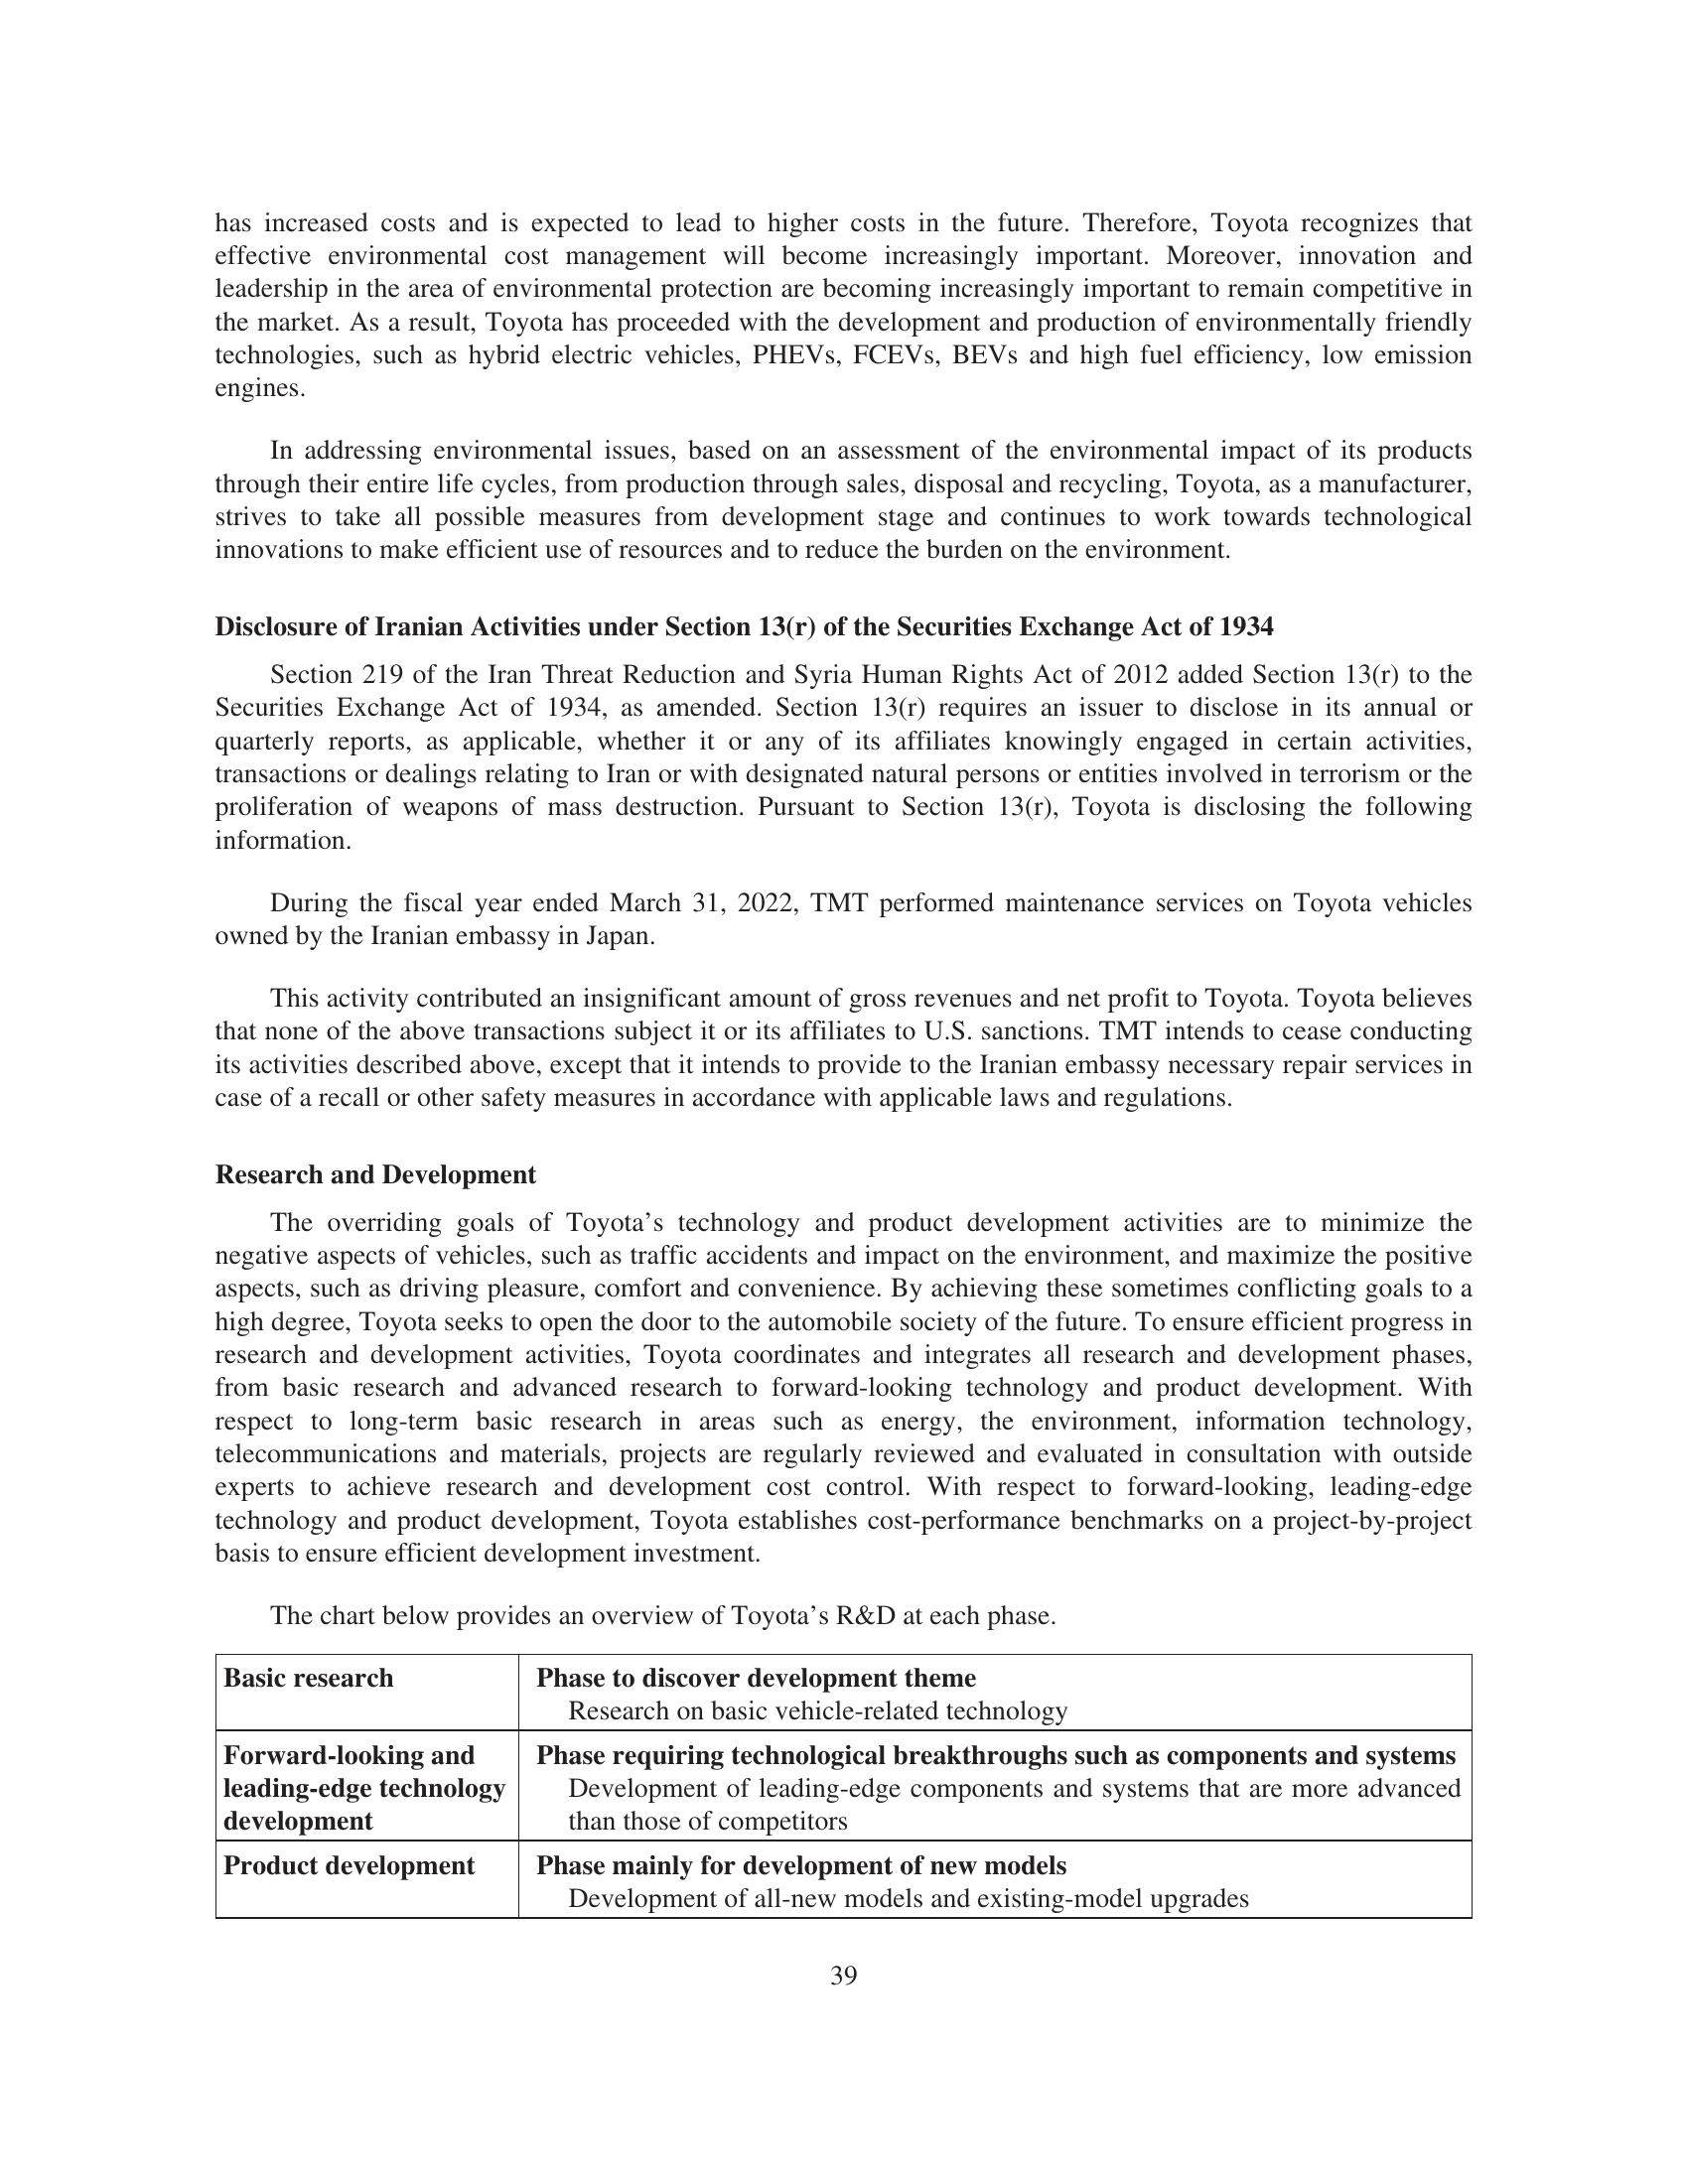 has increased costs and is expected to lead to higher costs in the future. Therefore, Toyota recognizes that
effective environmental cost management will become increasingly important. Moreover, innovation and
leadership in the area of environmental protection are becoming increasingly important to remain competitive in
the market. As a result, Toyota has proceeded with the development and production of environmentally friendly
technologies, such as hybrid electric vehicles, PHEVs, FCEVs, BEVs and high fuel efficiency, low emission
engines.
In addressing environmental issues, based on an assessment of the environmental impact of its products
through their entire life cycles, from production through sales, disposal and recycling, Toyota, as a manufacturer,
strives to take all possible measures from development stage and continues to work towards technological
innovations to make efficient use of resources and to reduce the burden on the environment.
Disclosure of Iranian Activities under Section 13(r) of the Securities Exchange Act of 1934
Section 219 of the Iran Threat Reduction and Syria Human Rights Act of 2012 added Section 13(r) to the
Securities Exchange Act of 1934, as amended. Section 13(r) requires an issuer to disclose in its annual or
quarterly reports, as applicable, whether it or any of its affiliates knowingly engaged in certain activities,
transactions or dealings relating to Iran or with designated natural persons or entities involved in terrorism or the
proliferation of weapons of mass destruction. Pursuant to Section 13(r), Toyota is disclosing the following
information.
During the fiscal year ended March 31, 2022, TMT performed maintenance services on Toyota vehicles
owned by the Iranian embassy in Japan.
This activity contributed an insignificant amount of gross revenues and net profit to Toyota. Toyota believes
that none of the above transactions subject it or its affiliates to U.S. sanctions. TMT intends to cease conducting
its activities described above, except that it intends to provide to the Iranian embassy necessary repair services in
case of a recall or other safety measures in accordance with applicable laws and regulations.
Research and Development
The overriding goals of Toyota’s technology and product development activities are to minimize the
negative aspects of vehicles, such as traffic accidents and impact on the environment, and maximize the positive
aspects, such as driving pleasure, comfort and convenience. By achieving these sometimes conflicting goals to a
high degree, Toyota seeks to open the door to the automobile society of the future. To ensure efficient progress in
research and development activities, Toyota coordinates and integrates all research and development phases,
from basic research and advanced research to forward-looking technology and product development. With
respect to long-term basic research in areas such as energy, the environment, information technology,
telecommunications and materials, projects are regularly reviewed and evaluated in consultation with outside
experts to achieve research and development cost control. With respect to forward-looking, leading-edge
technology and product development, Toyota establishes cost-performance benchmarks on a project-by-project
basis to ensure efficient development investment.
The chart below provides an overview of Toyota’s R&D at each phase.
Basic research
Phase to discover development theme
Research on basic vehicle-related technology
Forward-looking and
leading-edge technology
development
Phase requiring technological breakthroughs such as components and systems
Development of leading-edge components and systems that are more advanced
than those of competitors
Product development
Phase mainly for development of new models
Development of all-new models and existing-model upgrades
39